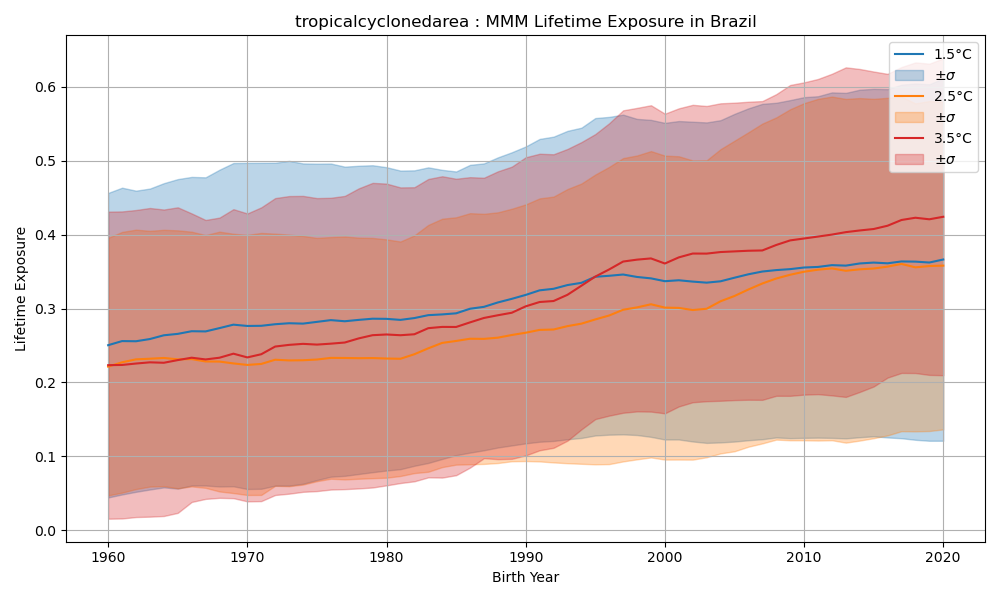 tropicalcyclonedarea : MMM Lifetime Exposure in Brazil
Lifetime Exposure
0.6
0.5
0.4
0.3
0.2
0.1
0.0
1960 1970 1980 1990 2000 2010 2020
Birth Year
1.5°C
±σ
2.5°C
±σ
3.5°C
±σ